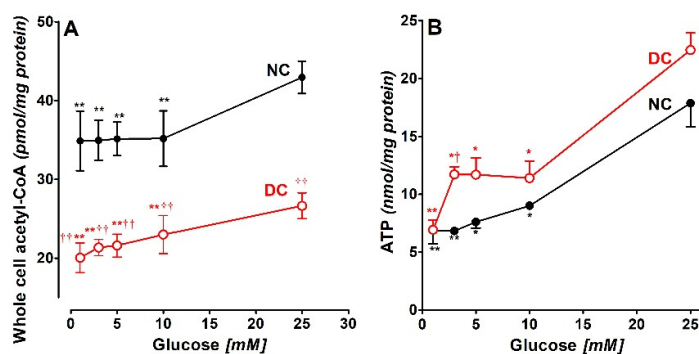 A
Whole cell acetyl-CoA (pmol/mg protein)
50
40
30
20
NC
** ** ** **
DC
††** **‡‡ **†† **‡‡ ‡‡
0 5 10 15 20 25 30
Glucose [mM]
B
ATP (nmol/mg protein)
25
20
15
10
5
0
DC
NC
** *† * *
** ** * *
0 5 10 15 20 25
Glucose [mM]